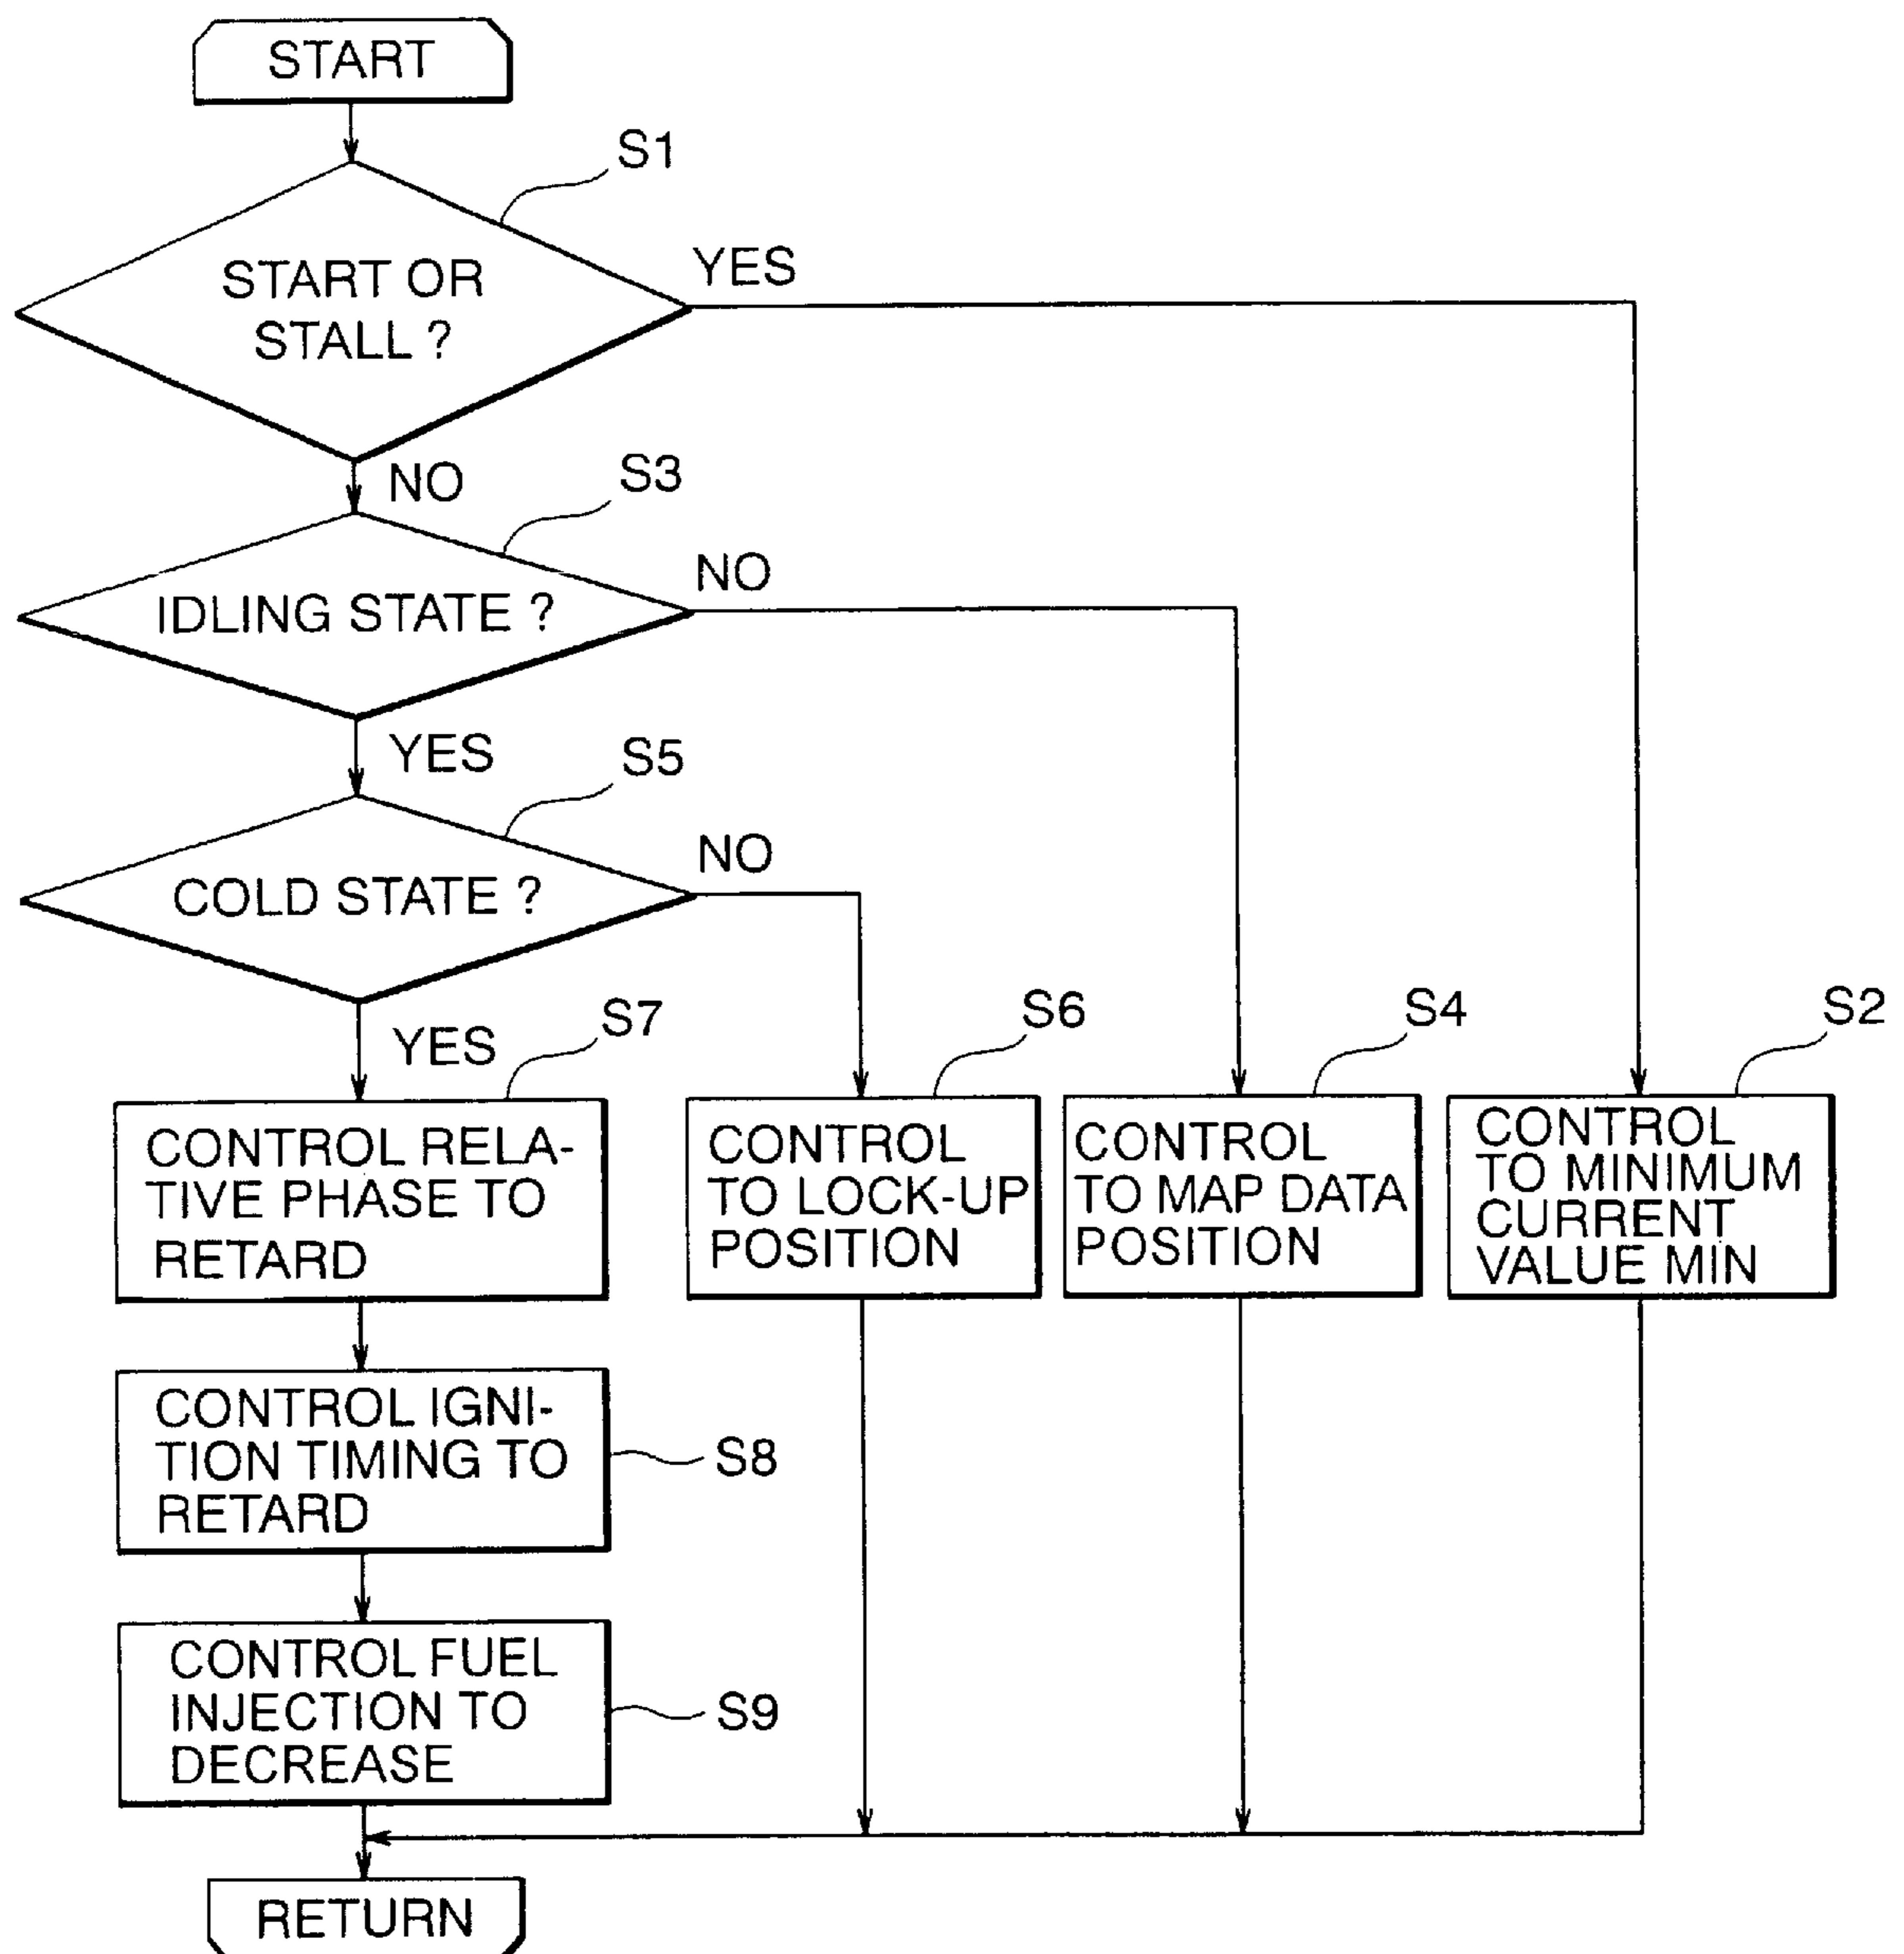 START
S1
START OR
STALL ?
YES
NO
S3
IDLING STATE ?
NO
YES
S5
COLD STATE ?
NO
YES
S7
CONTROL RELA-
TIVE PHASE TO
RETARD
S6
CONTROL
TO LOCK-UP
POSITION
S4
CONTROL
TO MAP DATA
POSITION
S2
CONTROL
TO MINIMUM
CURRENT
VALUE MIN
CONTROL IGNI-
TION TIMING TO
RETARD
S8
CONTROL FUEL
INJECTION TO
DECREASE
S9
RETURN